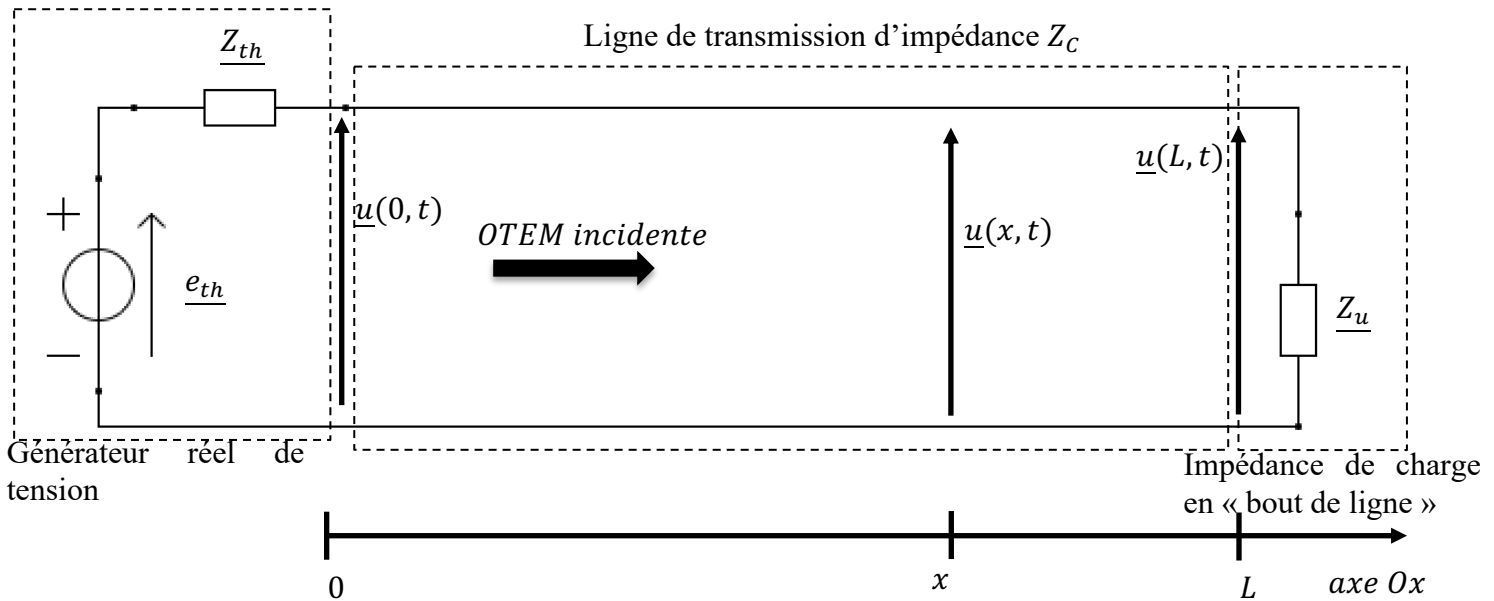 Z_th
Ligne de transmission d’impédance Z_C
+
u(0, t)
OTEM incidente
u(x, t)
u(L, t)
e_th
Z_u
−
Générateur réel de
tension
Impédance de charge
en « bout de ligne »
0
x
L
axe Ox